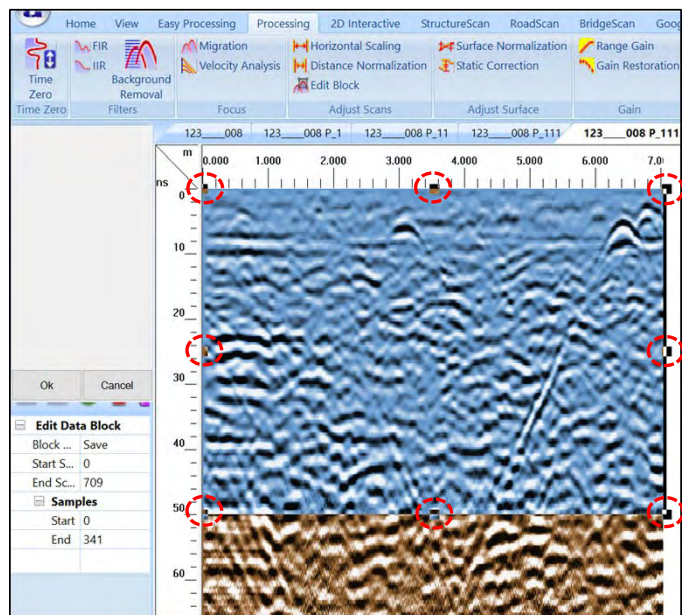 Home View Easy Processing Processing 2D Interactive StructureScan RoadScan BridgeScan Goog
FIR Migration Horizontal Scaling Surface Normalization Range Gain
IIR Velocity Analysis Distance Normalization Static Correction Gain Restoration
Time Zero Background Removal Edit Block
Time Zero Filters Focus Adjust Scans Adjust Surface Gain
123____008 123____008 P_1 123____008 P_11 123____008 P_111 123____008 P_111
m
0.000 1.000 2.000 3.000 4.000 5.000 6.000 7.0
ns
0
10
20
30
40
50
60
Ok Cancel
Edit Data Block
Block ... Save
Start S... 0
End Sc... 709
Samples
Start 0
End 341